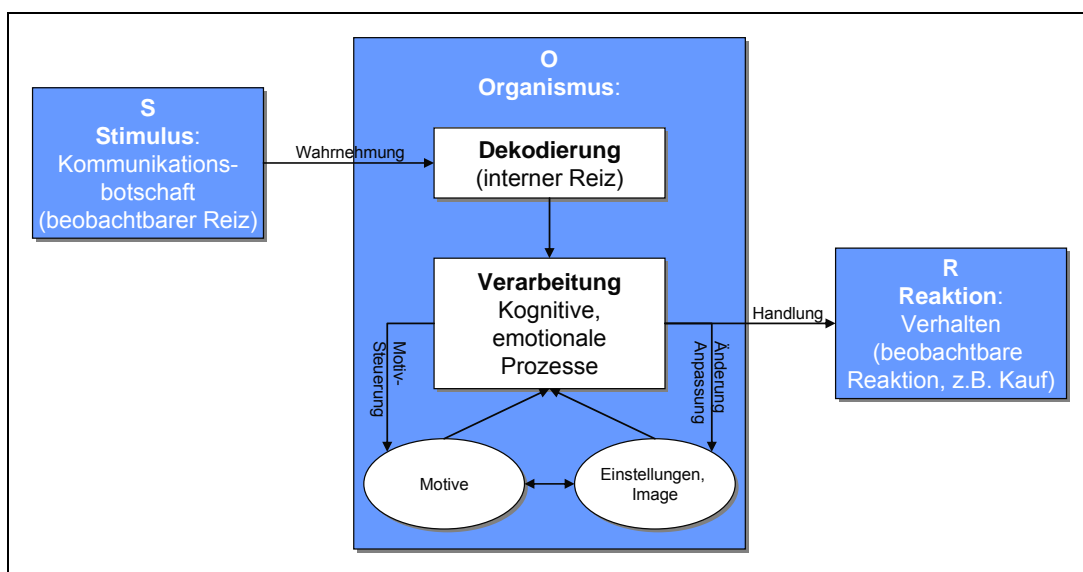 S
Stimulus:
Kommunikations-
botschaft
(beobachtbarer Reiz)
Wahrnehmung
O
Organismus:
Dekodierung
(interner Reiz)
Verarbeitung
Kognitive,
emotionale
Prozesse
Motiv-
Steuerung
Änderung
Anpassung
Motive
Einstellungen,
Image
Handlung
R
Reaktion:
Verhalten
(beobachtbare
Reaktion, z.B. Kauf)